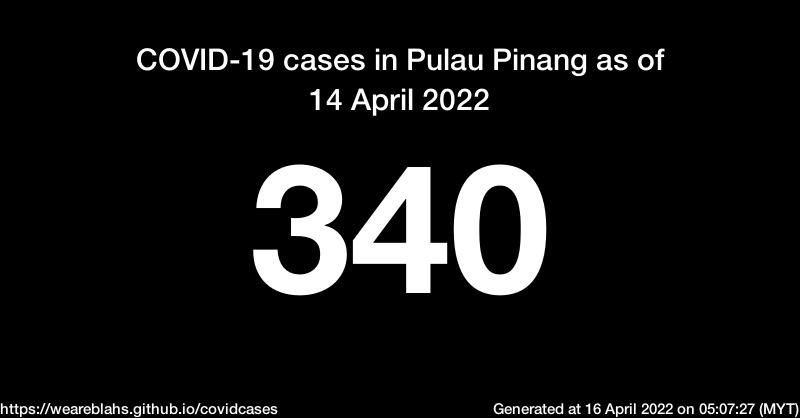 COVID-19 cases in Pulau Pinang as of
14 April 2022
340
https://weareblahs.github.io/covidcases
Generated at 16 April 2022 on 05:07:27 (MYT)